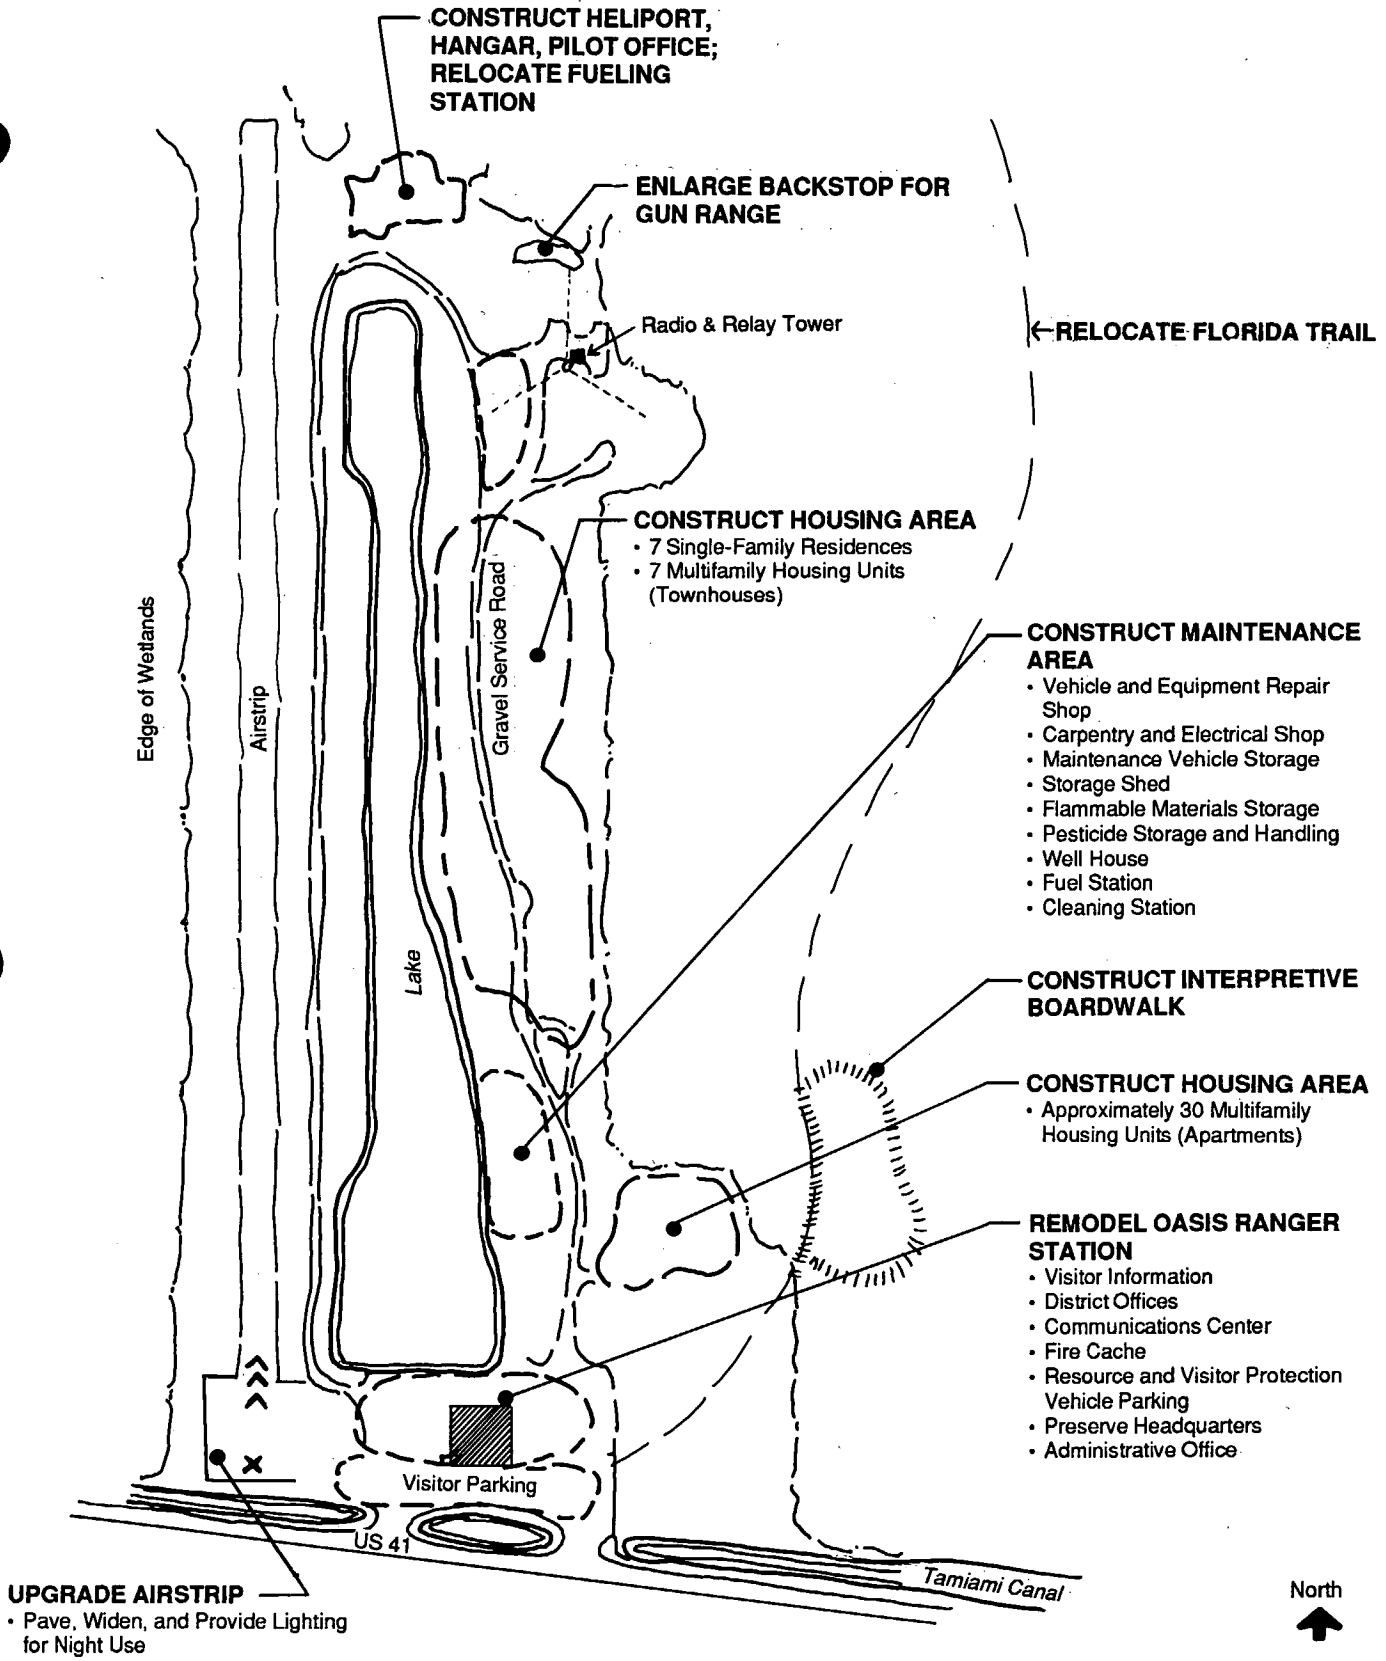 CONSTRUCT HELIPORT,
HANGAR, PILOT OFFICE;
RELOCATE FUELING
STATION
ENLARGE BACKSTOP FOR
GUN RANGE
Radio & Relay Tower
RELOCATE FLORIDA TRAIL
CONSTRUCT HOUSING AREA
• 7 Single-Family Residences
• 7 Multifamily Housing Units
(Townhouses)
Gravel Service Road
Edge of Wetlands
Airstrip
Lake
CONSTRUCT MAINTENANCE
AREA
• Vehicle and Equipment Repair
Shop
• Carpentry and Electrical Shop
• Maintenance Vehicle Storage
• Storage Shed
• Flammable Materials Storage
• Pesticide Storage and Handling
• Well House
• Fuel Station
• Cleaning Station
CONSTRUCT INTERPRETIVE
BOARDWALK
CONSTRUCT HOUSING AREA
• Approximately 30 Multifamily
Housing Units (Apartments)
REMODEL OASIS RANGER
STATION
• Visitor Information
• District Offices
• Communications Center
• Fire Cache
• Resource and Visitor Protection
Vehicle Parking
• Preserve Headquarters
• Administrative Office
Visitor Parking
US 41
Tamiami Canal
UPGRADE AIRSTRIP
• Pave, Widen, and Provide Lighting
for Night Use
North